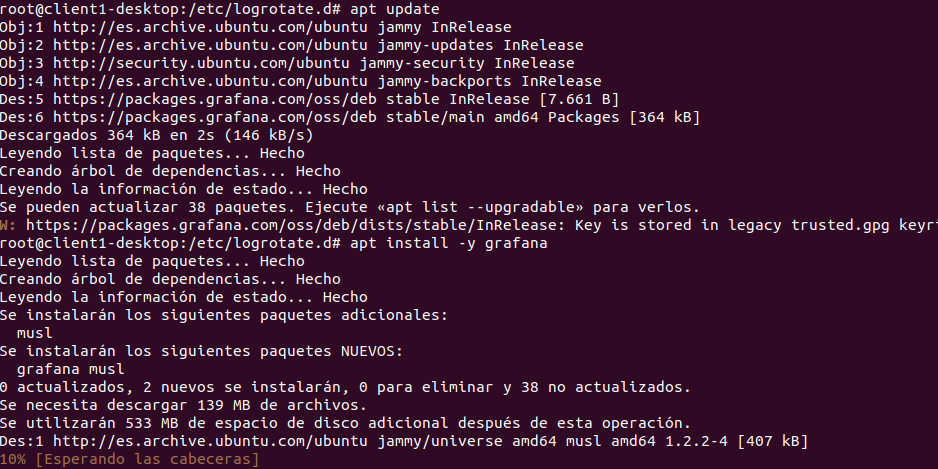 root@client1-desktop:/etc/logrotate.d# apt update
Obj:1 http://es.archive.ubuntu.com/ubuntu jammy InRelease
Obj:2 http://es.archive.ubuntu.com/ubuntu jammy-updates InRelease
Obj:3 http://security.ubuntu.com/ubuntu jammy-security InRelease
Obj:4 http://es.archive.ubuntu.com/ubuntu jammy-backports InRelease
Des:5 https://packages.grafana.com/oss/deb stable InRelease [7.661 B]
Des:6 https://packages.grafana.com/oss/deb stable/main amd64 Packages [364 kB]
Descargados 364 kB en 2s (146 kB/s)
Leyendo lista de paquetes... Hecho
Creando árbol de dependencias... Hecho
Leyendo la información de estado... Hecho
Se pueden actualizar 38 paquetes. Ejecute «apt list --upgradable» para verlos.
W: https://packages.grafana.com/oss/deb/dists/stable/InRelease: Key is stored in legacy trusted.gpg keyri
root@client1-desktop:/etc/logrotate.d# apt install -y grafana
Leyendo lista de paquetes... Hecho
Creando árbol de dependencias... Hecho
Leyendo la información de estado... Hecho
Se instalarán los siguientes paquetes adicionales:
  musl
Se instalarán los siguientes paquetes NUEVOS:
  grafana musl
0 actualizados, 2 nuevos se instalarán, 0 para eliminar y 38 no actualizados.
Se necesita descargar 139 MB de archivos.
Se utilizarán 533 MB de espacio de disco adicional después de esta operación.
Des:1 http://es.archive.ubuntu.com/ubuntu jammy/universe amd64 musl amd64 1.2.2-4 [407 kB]
10% [Esperando las cabeceras]